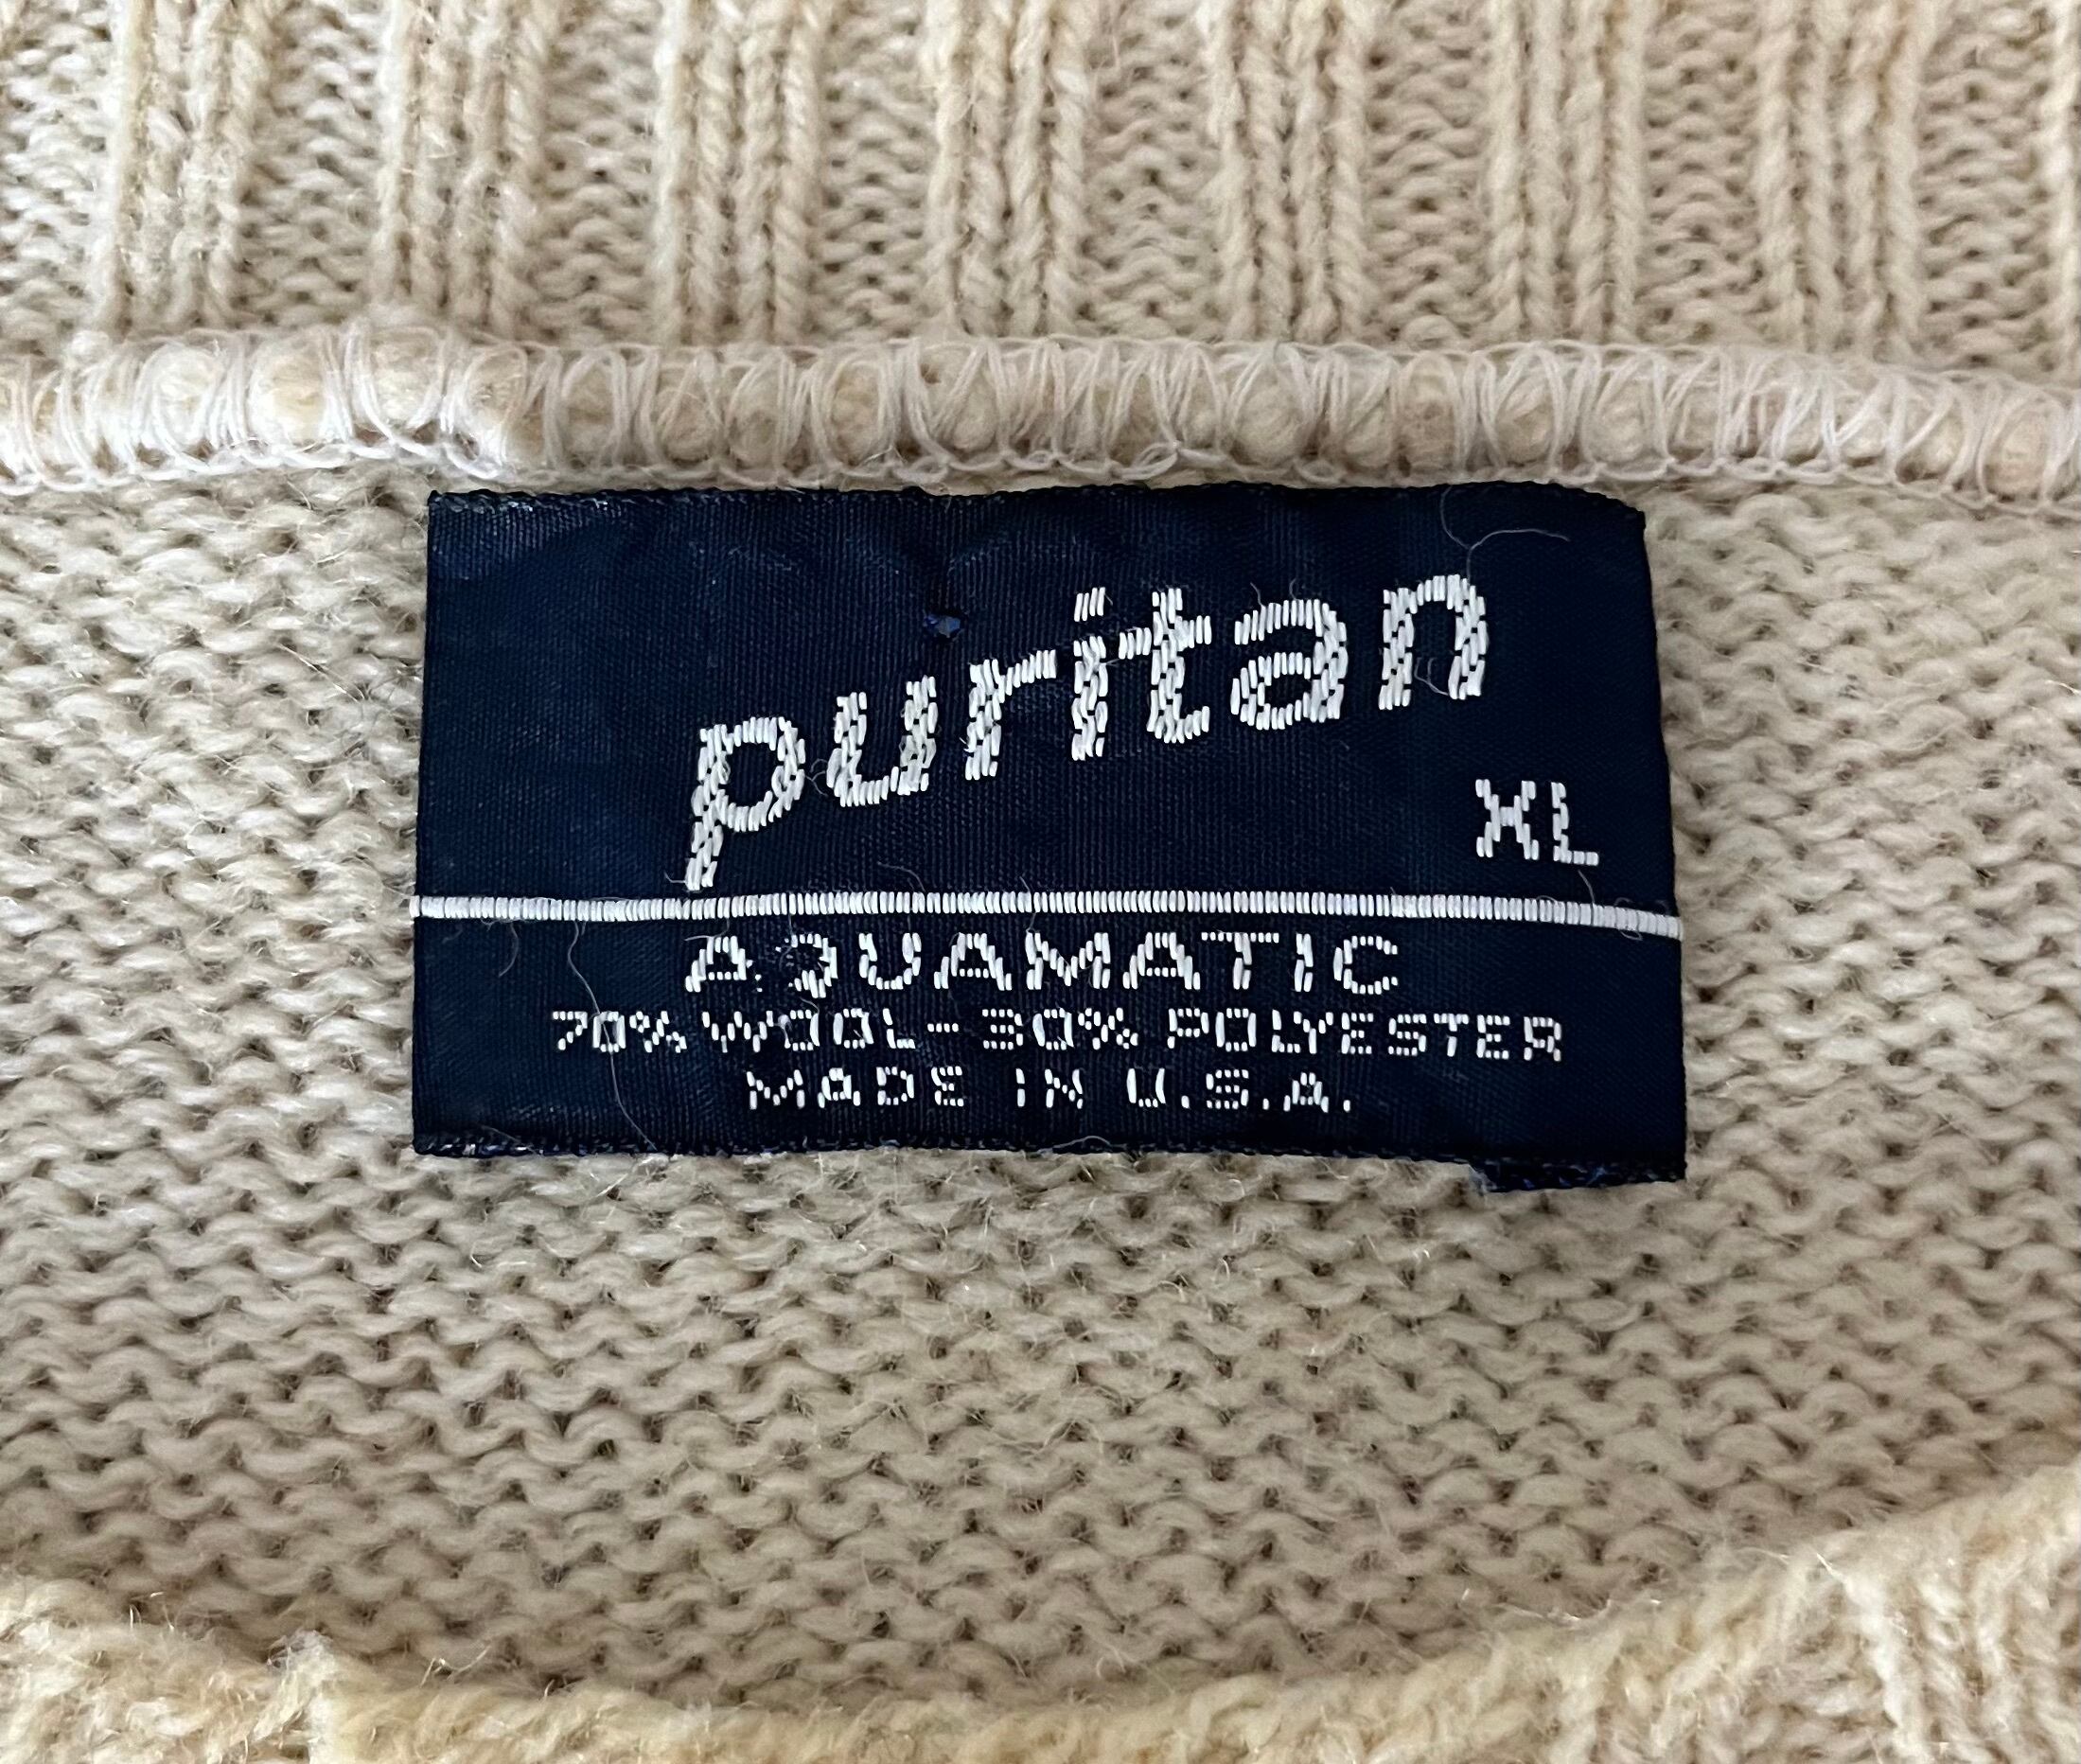 puritan
XL
AQUAMATIC
70% WOOL-30% POLYESTER
MADE IN U.S.A.